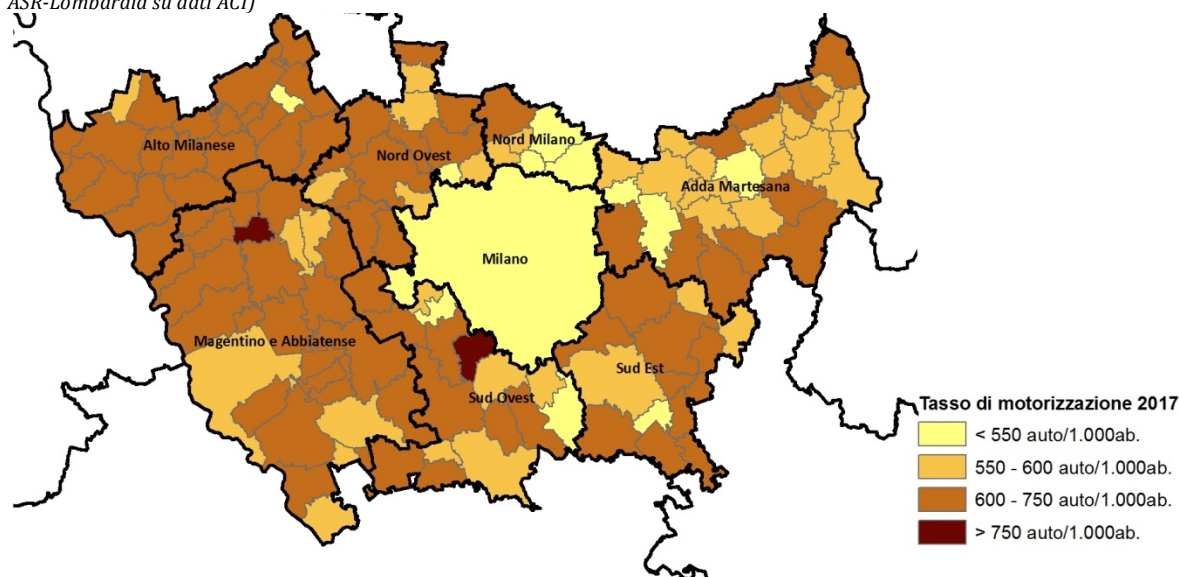 ASR-Lombardia su dati ACI)
Alto Milanese
Nord Ovest
Nord Milano
Adda Martesana
Milano
Magentino e Abbiatense
Sud Ovest
Sud Est
Tasso di motorizzazione 2017
< 550 auto/1.000ab.
550 - 600 auto/1.000ab.
600 - 750 auto/1.000ab.
> 750 auto/1.000ab.